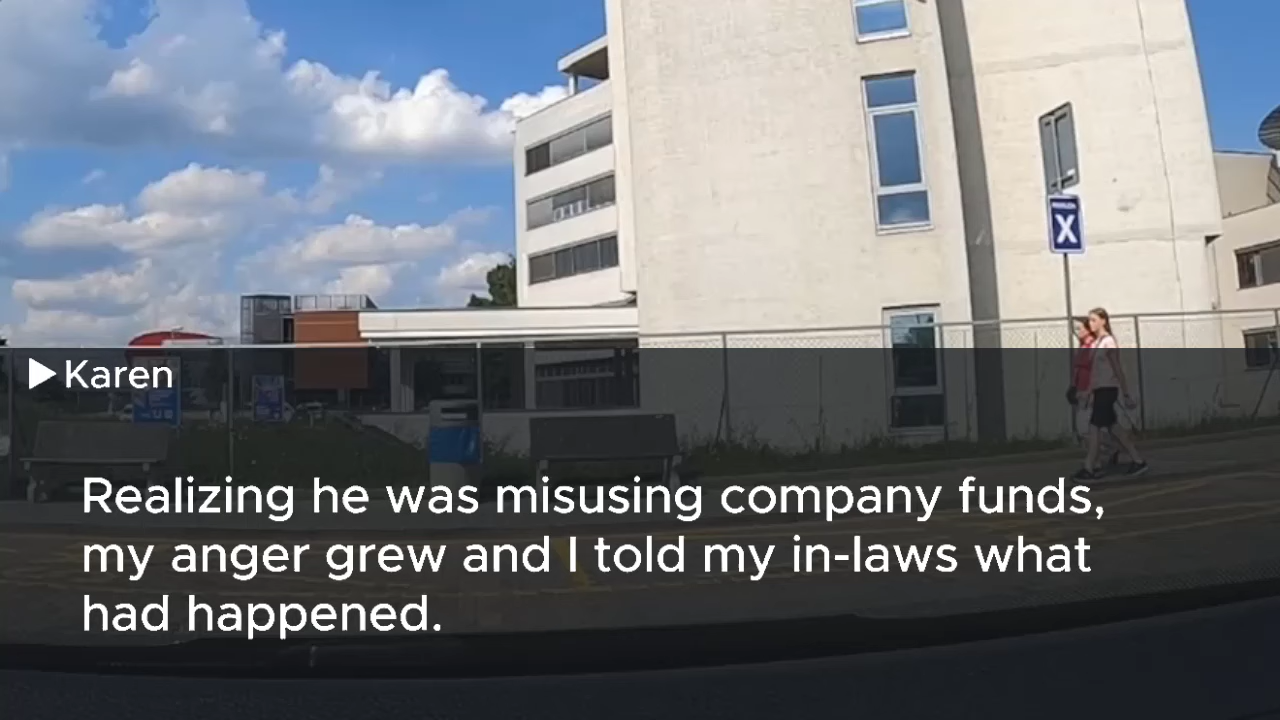 X
▶Karen
Realizing he was misusing company funds,
my anger grew and I told my in-laws what
had happened.